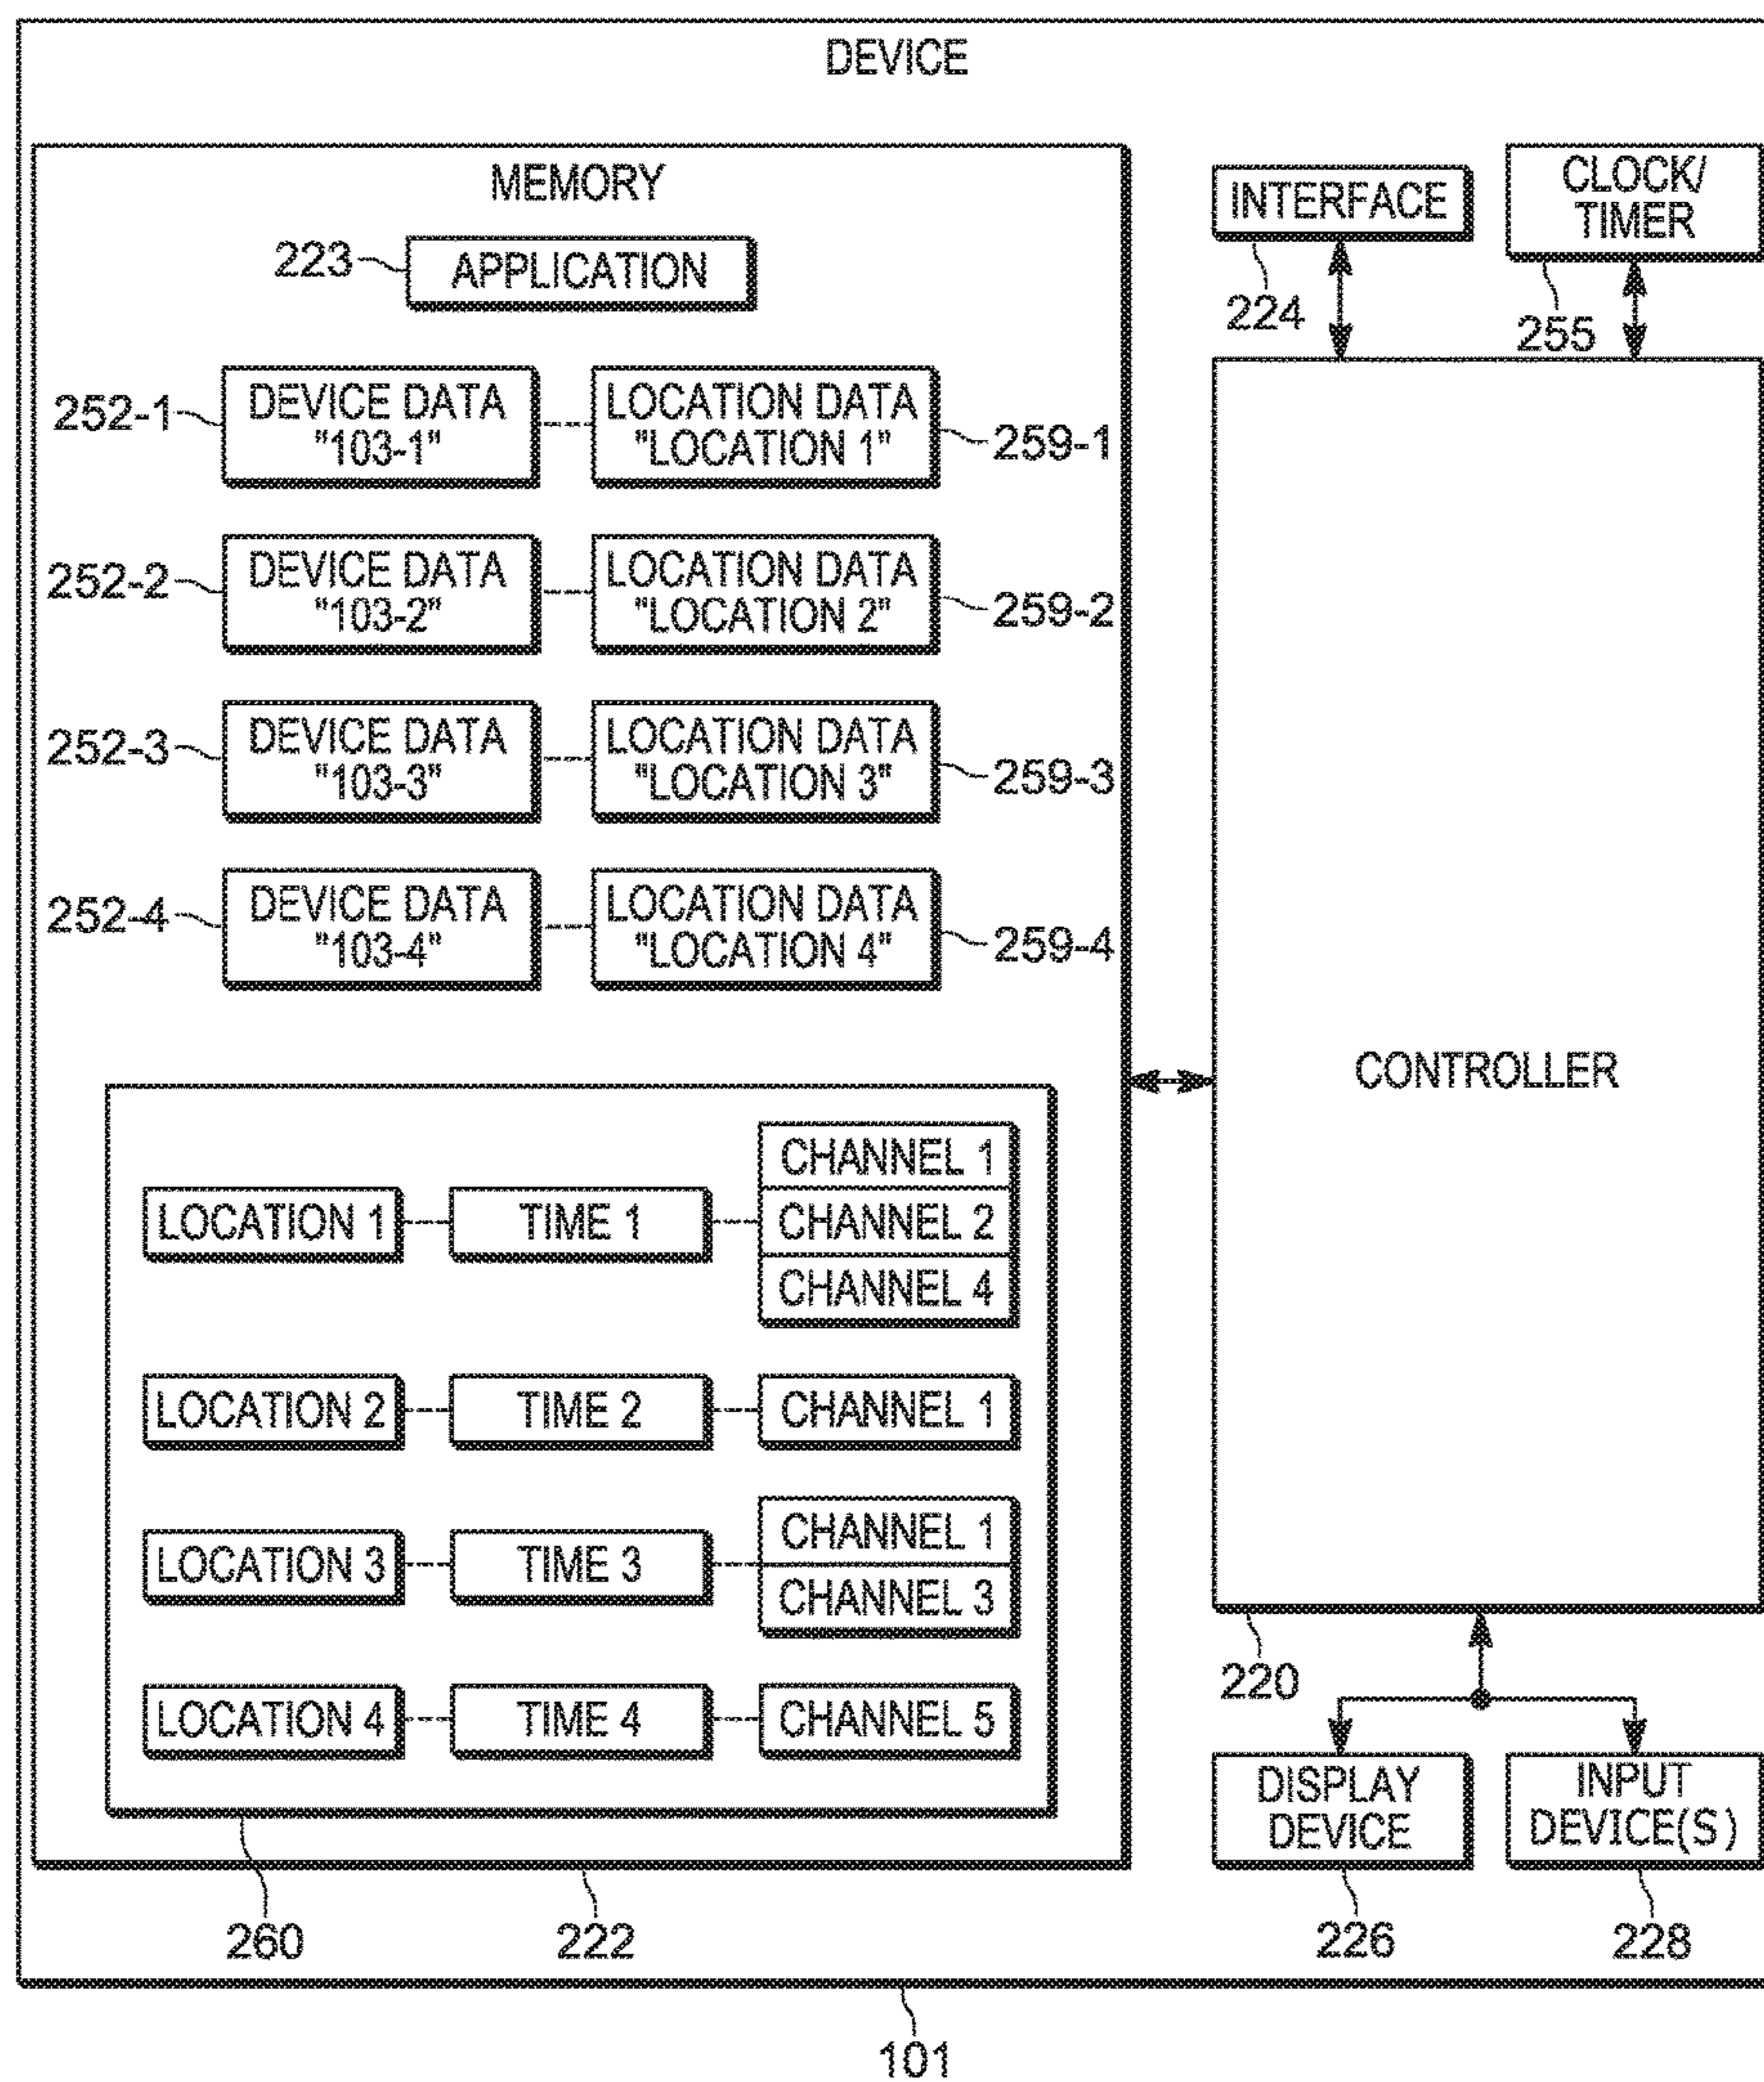 DEVICE
MEMORY
223
APPLICATION
INTERFACE
224
CLOCK/
TIMER
255
252-1
DEVICE DATA
"103-1"
LOCATION DATA
"LOCATION 1"
259-1
252-2
DEVICE DATA
"103-2"
LOCATION DATA
"LOCATION 2"
259-2
252-3
DEVICE DATA
"103-3"
LOCATION DATA
"LOCATION 3"
259-3
252-4
DEVICE DATA
"103-4"
LOCATION DATA
"LOCATION 4"
259-4
CONTROLLER
LOCATION 1
TIME 1
CHANNEL 1
CHANNEL 2
CHANNEL 4
LOCATION 2
TIME 2
CHANNEL 1
LOCATION 3
TIME 3
CHANNEL 1
CHANNEL 3
LOCATION 4
TIME 4
CHANNEL 5
220
DISPLAY
DEVICE
INPUT
DEVICE(S)
260
222
226
228
101